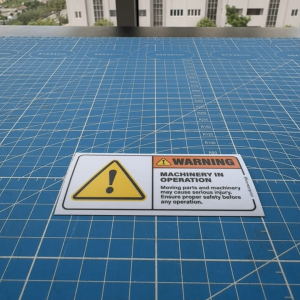 WARNING
MACHINERY IN
OPERATION
Moving parts and machinery
may cause serious injury.
Ensure proper safety before
any operation.